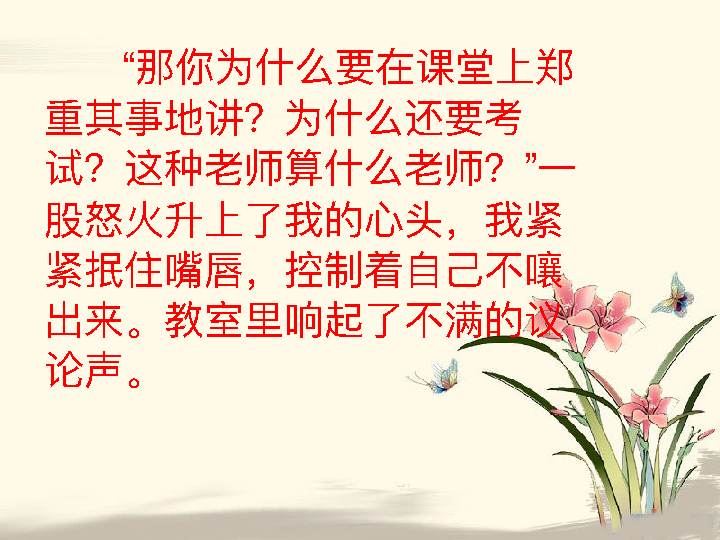 “那你为什么要在课堂上郑
重其事地讲？为什么还要考
试？这种老师算什么老师？”一
股怒火升上了我的心头，我紧
紧抿住嘴唇，控制着自己不嚷
出来。教室里响起了不满的议
论声。